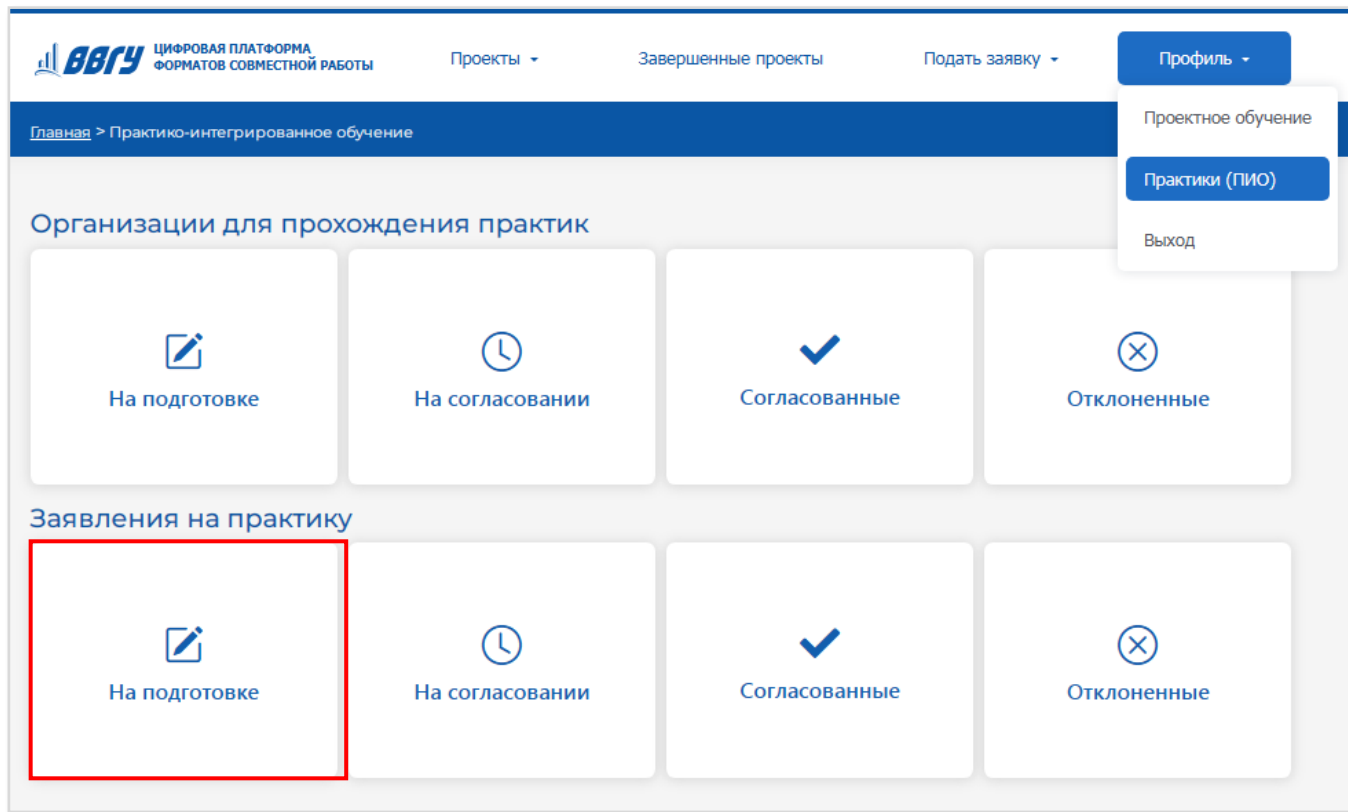 ВВГУ
ЦИФРОВАЯ ПЛАТФОРМА
ФОРМАТОВ СОВМЕСТНОЙ РАБОТЫ
Проекты
Завершенные проекты
Подать заявку
Профиль
Проектное обучение
Практики (ПИО)
Выход
Главная > Практико-интегрированное обучение
Организации для прохождения практик
На подготовке
На согласовании
Согласованные
Отклоненные
Заявления на практику
На подготовке
На согласовании
Согласованные
Отклоненные